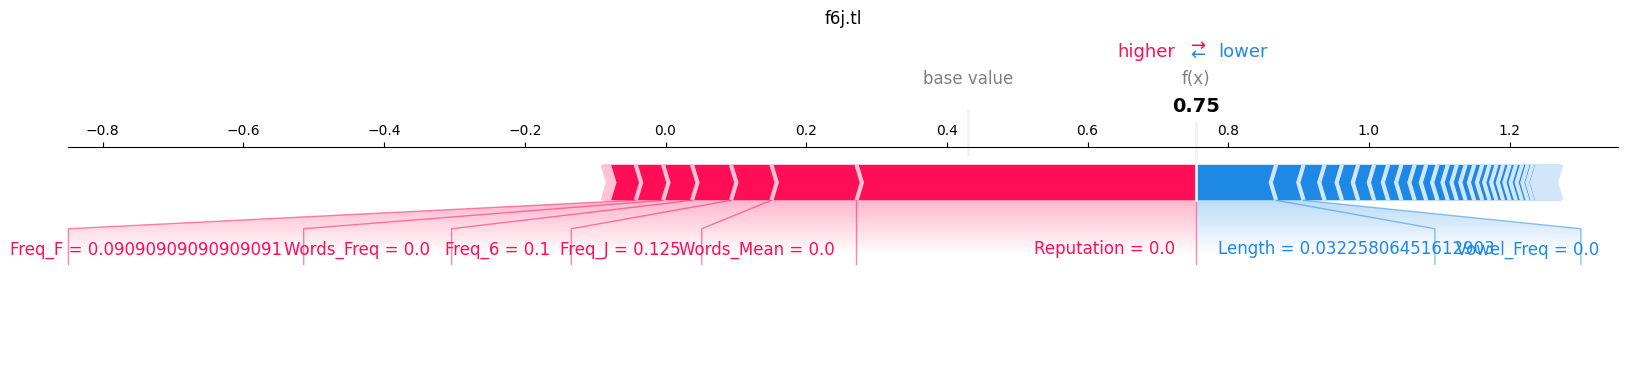 f6j.tl
higher → ← lower
base value f(x)
0.75
−0.8 −0.6 −0.4 −0.2 0.0 0.2 0.4 0.6 0.8 1.0 1.2
Freq_F = 0.09090909090909091 Words_Freq = 0.0 Freq_6 = 0.1 Freq_J = 0.125 Words_Mean = 0.0 Reputation = 0.0 Length = 0.03225806451612903 Vowel_Freq = 0.0